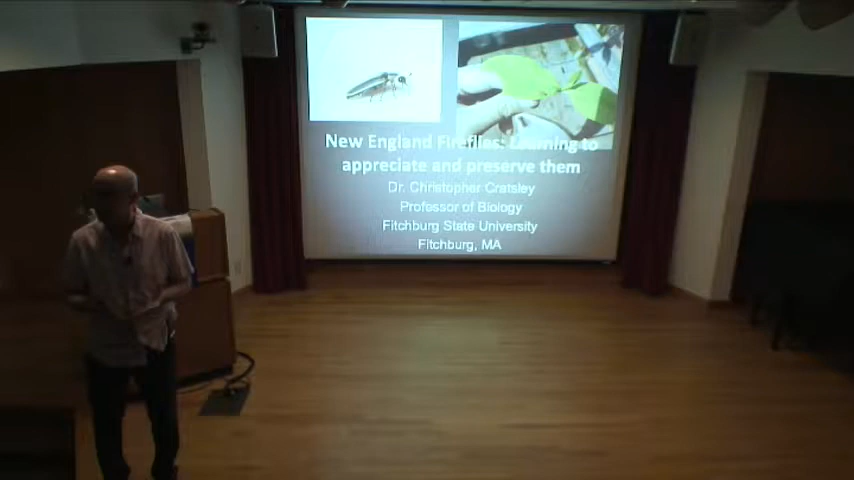 New England Fireflies: Learning to
appreciate and preserve them
Dr. Christopher Cratsley
Professor of Biology
Fitchburg State University
Fitchburg, MA